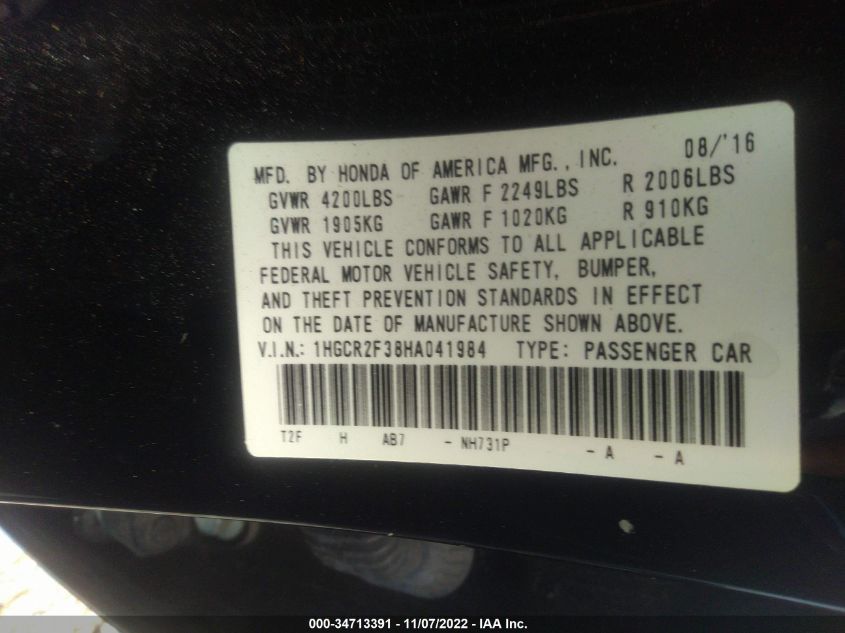 MFD. BY HONDA OF AMERICA MFG., INC. 08/'16
GVWR 4200LBS GAWR F 2249LBS R 2006LBS
GVWR 1905KG GAWR F 1020KG R 910KG
THIS VEHICLE CONFORMS TO ALL APPLICABLE
FEDERAL MOTOR VEHICLE SAFETY, BUMPER,
AND THEFT PREVENTION STANDARDS IN EFFECT
ON THE DATE OF MANUFACTURE SHOWN ABOVE.
V.I.N.: 1HGCR2F38HA041984 TYPE: PASSENGER CAR
T2F H AB7 - NH731P - A - A
000-34713391 - 11/07/2022 - IAA Inc.